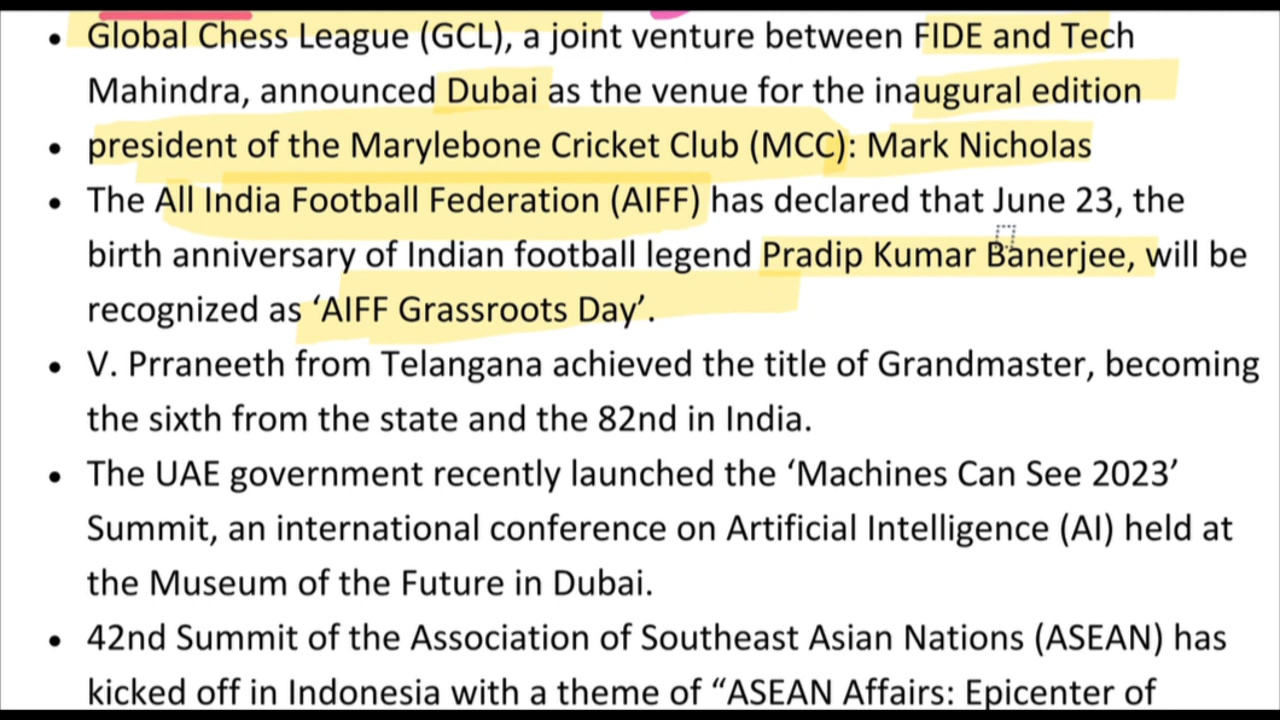 • Global Chess League (GCL), a joint venture between FIDE and Tech
Mahindra, announced Dubai as the venue for the inaugural edition
• president of the Marylebone Cricket Club (MCC): Mark Nicholas
• The All India Football Federation (AIFF) has declared that June 23, the
birth anniversary of Indian football legend Pradip Kumar Banerjee, will be
recognized as ‘AIFF Grassroots Day’.
• V. Prraneeth from Telangana achieved the title of Grandmaster, becoming
the sixth from the state and the 82nd in India.
• The UAE government recently launched the ‘Machines Can See 2023’
Summit, an international conference on Artificial Intelligence (AI) held at
the Museum of the Future in Dubai.
• 42nd Summit of the Association of Southeast Asian Nations (ASEAN) has
kicked off in Indonesia with a theme of “ASEAN Affairs: Epicenter of